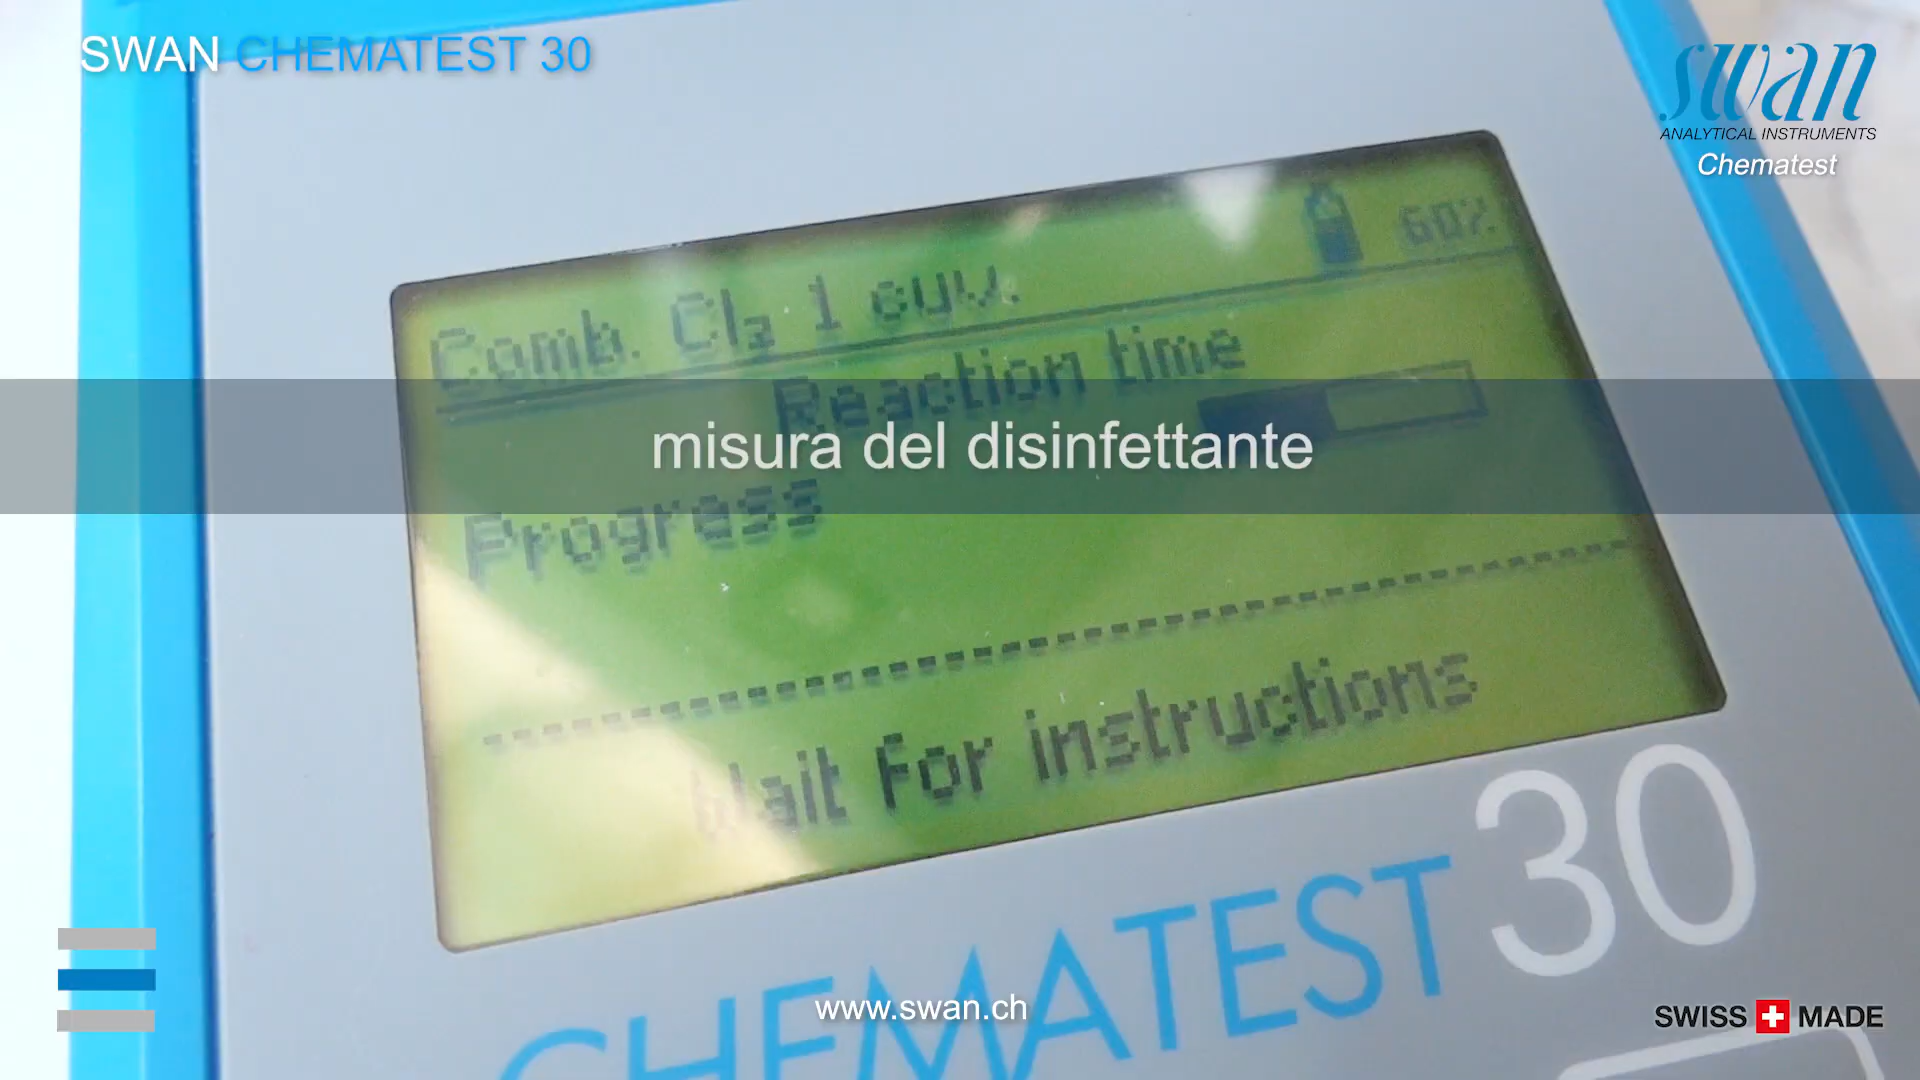 SWAN CHEMATEST 30
swan
ANALYTICAL INSTRUMENTS
Chematest
60%
Comb. Cl₂ 1 cuv.
Reaction time
misura del disinfettante
Progress
Wait for instructions
CHEMATEST 30
www.swan.ch
SWISS MADE